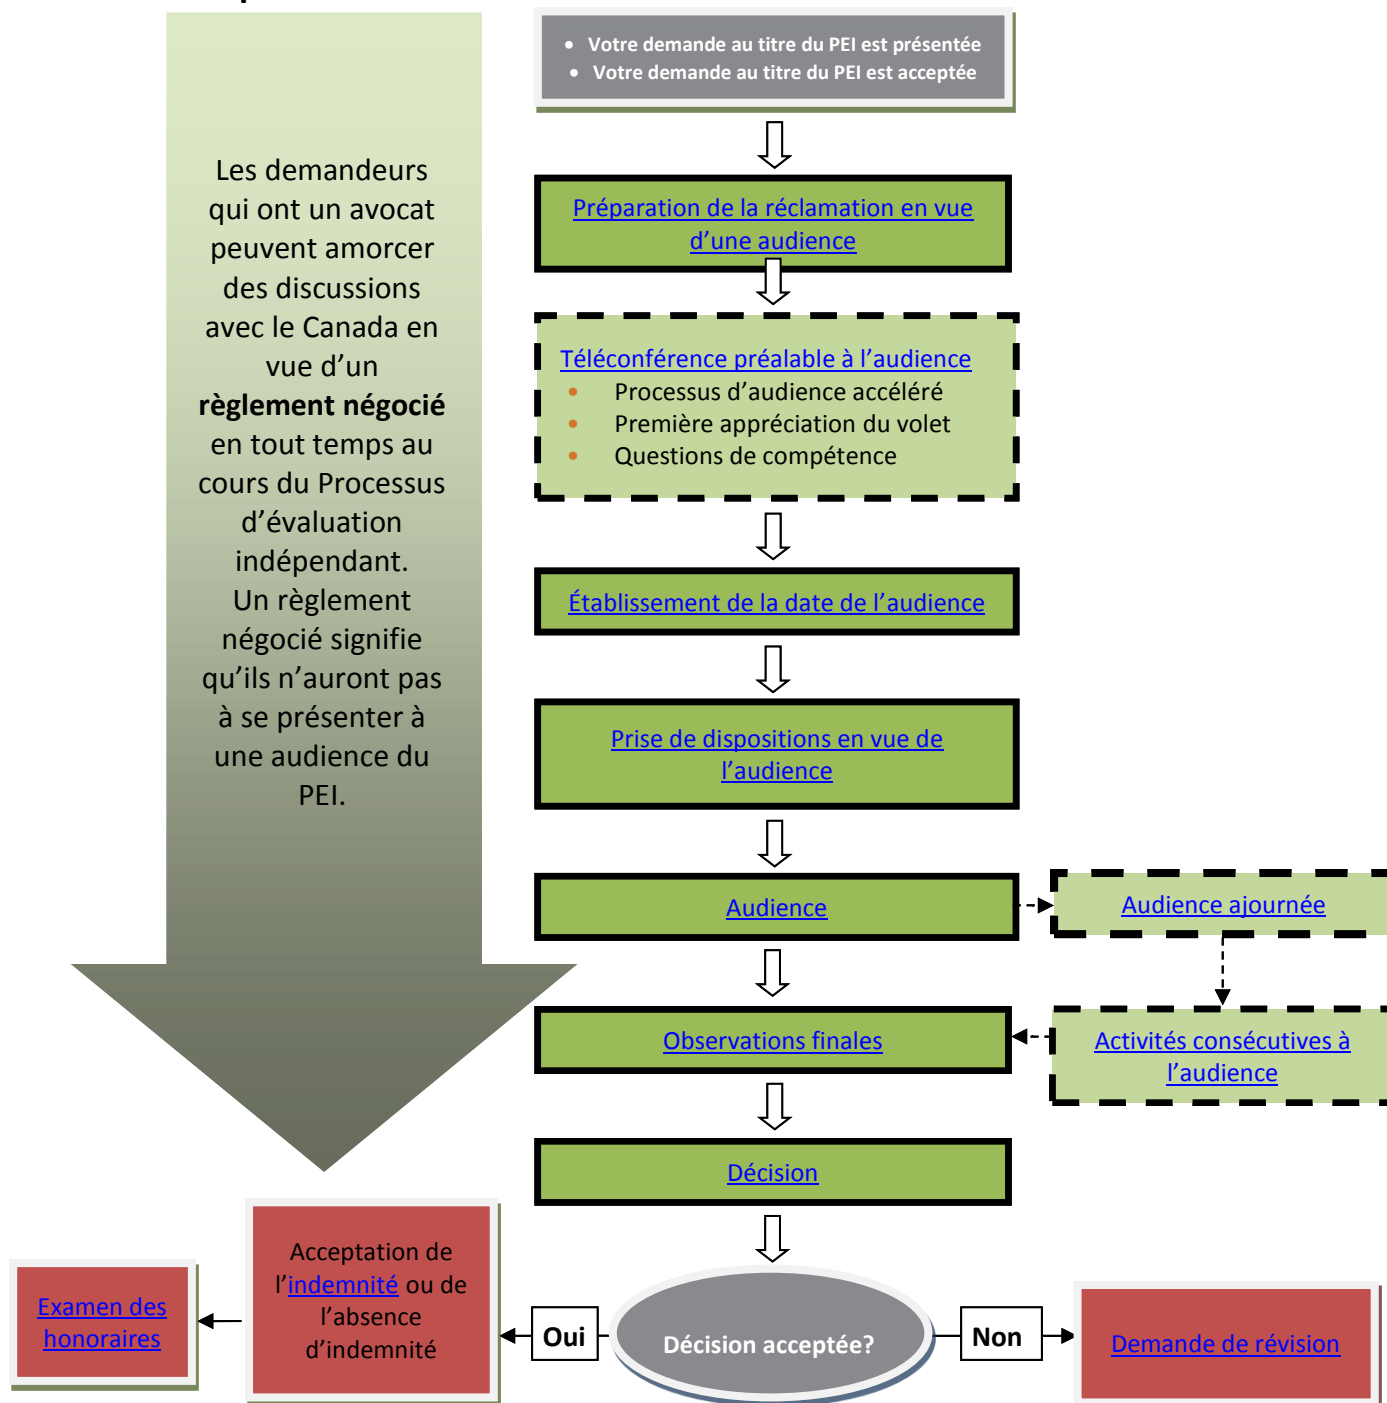 • Votre demande au titre du PEI est présentée
• Votre demande au titre du PEI est acceptée
Les demandeurs
qui ont un avocat
peuvent amorcer
des discussions
avec le Canada en
vue d’un
règlement négocié
en tout temps au
cours du Processus
d’évaluation
indépendant.
Un règlement
négocié signifie
qu’ils n’auront pas
à se présenter à
une audience du
PEI.
Préparation de la réclamation en vue
d’une audience
Téléconférence préalable à l’audience
• Processus d’audience accéléré
• Première appréciation du volet
• Questions de compétence
Établissement de la date de l’audience
Prise de dispositions en vue de
l’audience
Audience
Audience ajournée
Observations finales
Activités consécutives à
l’audience
Décision
Décision acceptée?
Oui
Non
Acceptation de
l’indemnité ou de
l’absence
d’indemnité
Examen des
honoraires
Demande de révision